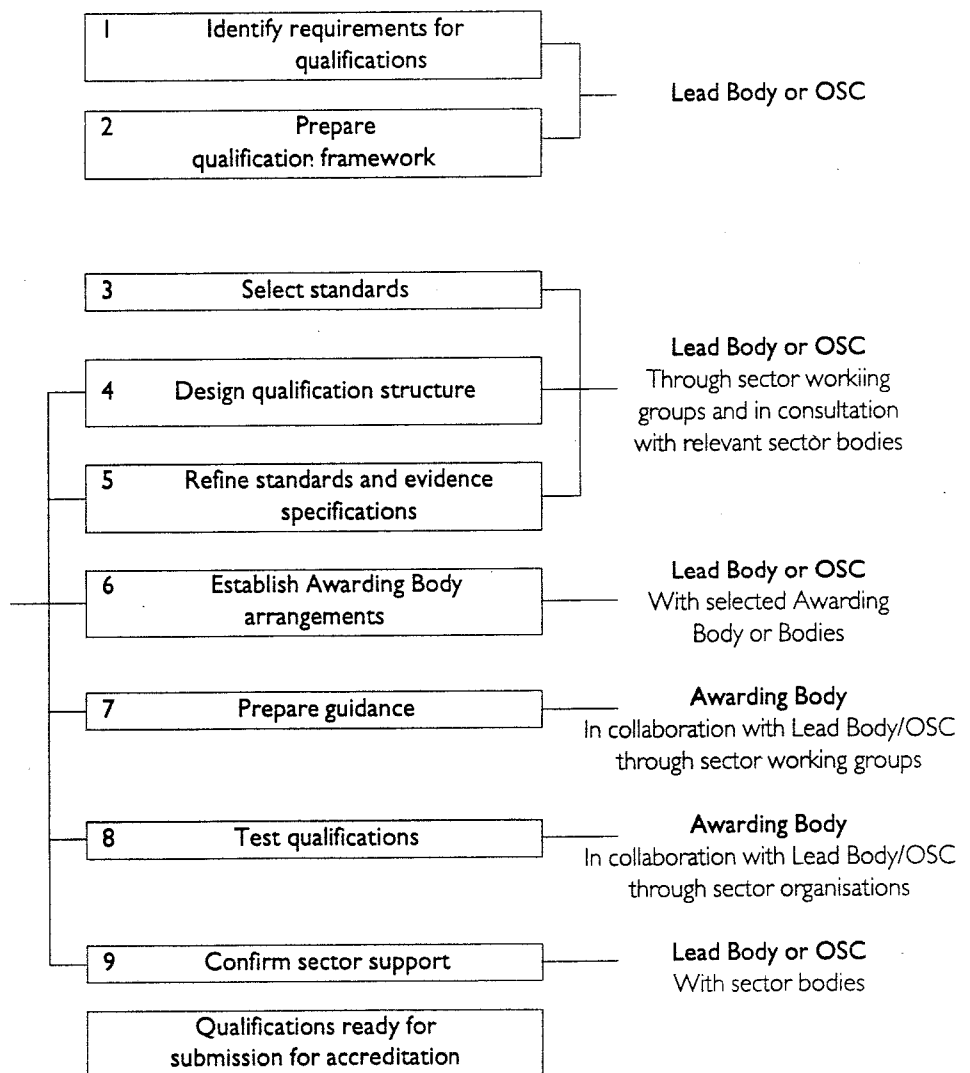 1 Identify requirements for
qualifications
Lead Body or OSC
2 Prepare
qualification framework
3 Select standards
Lead Body or OSC
Through sector workiing
groups and in consultation
with relevant sector bodies
4 Design qualification structure
5 Refine standards and evidence
specifications
6 Establish Awarding Body
arrangements
Lead Body or OSC
With selected Awarding
Body or Bodies
7 Prepare guidance
Awarding Body
In collaboration with Lead Body/OSC
through sector working groups
8 Test qualifications
Awarding Body
In collaboration with Lead Body/OSC
through sector organisations
9 Confirm sector support
Lead Body or OSC
With sector bodies
Qualifications ready for
submission for accreditation